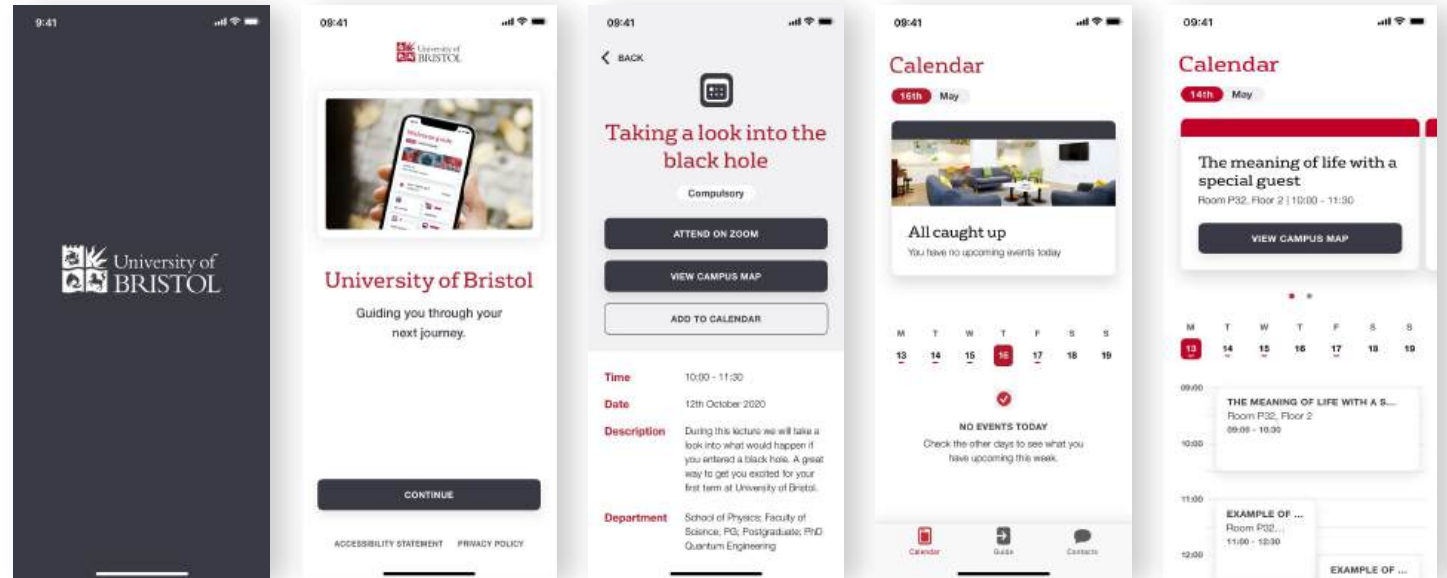 9:41
University of
BRISTOL
09:41
University of
BRISTOL
University of Bristol
Guiding you through your
next journey.
CONTINUE
ACCESSIBILITY STATEMENT PRIVACY POLICY
09:41
BACK
Taking a look into the
black hole
Compulsory
ATTEND ON ZOOM
VIEW CAMPUS MAP
ADD TO CALENDAR
Time 10:00 - 11:30
Date 12th October 2020
Description During this lecture we will take a
look into what would happen if
you entered a black hole. A great
way to get you excited for your
first term at University of Bristol.
Department School of Physics; Faculty of
Science; PG; Postgraduate; PhD
Quantum Engineering
09:41
Calendar
16th May
All caught up
You have no upcoming events today
M T W T F S S
13 14 15 16 17 18 19
NO EVENTS TODAY
Check the other days to see what you
have upcoming this week.
Calendar Guide Contacts
09:41
Calendar
14th May
The meaning of life with a
special guest
Room P32, Floor 2 | 10:00 - 11:30
VIEW CAMPUS MAP
M T W T F S S
13 14 15 16 17 18 19
09:00
THE MEANING OF LIFE WITH A S...
Room P32, Floor 2
09:00 - 10:30
10:00
11:00
EXAMPLE OF ...
Room P32...
11:00 - 12:30
12:00
EXAMPLE OF ...